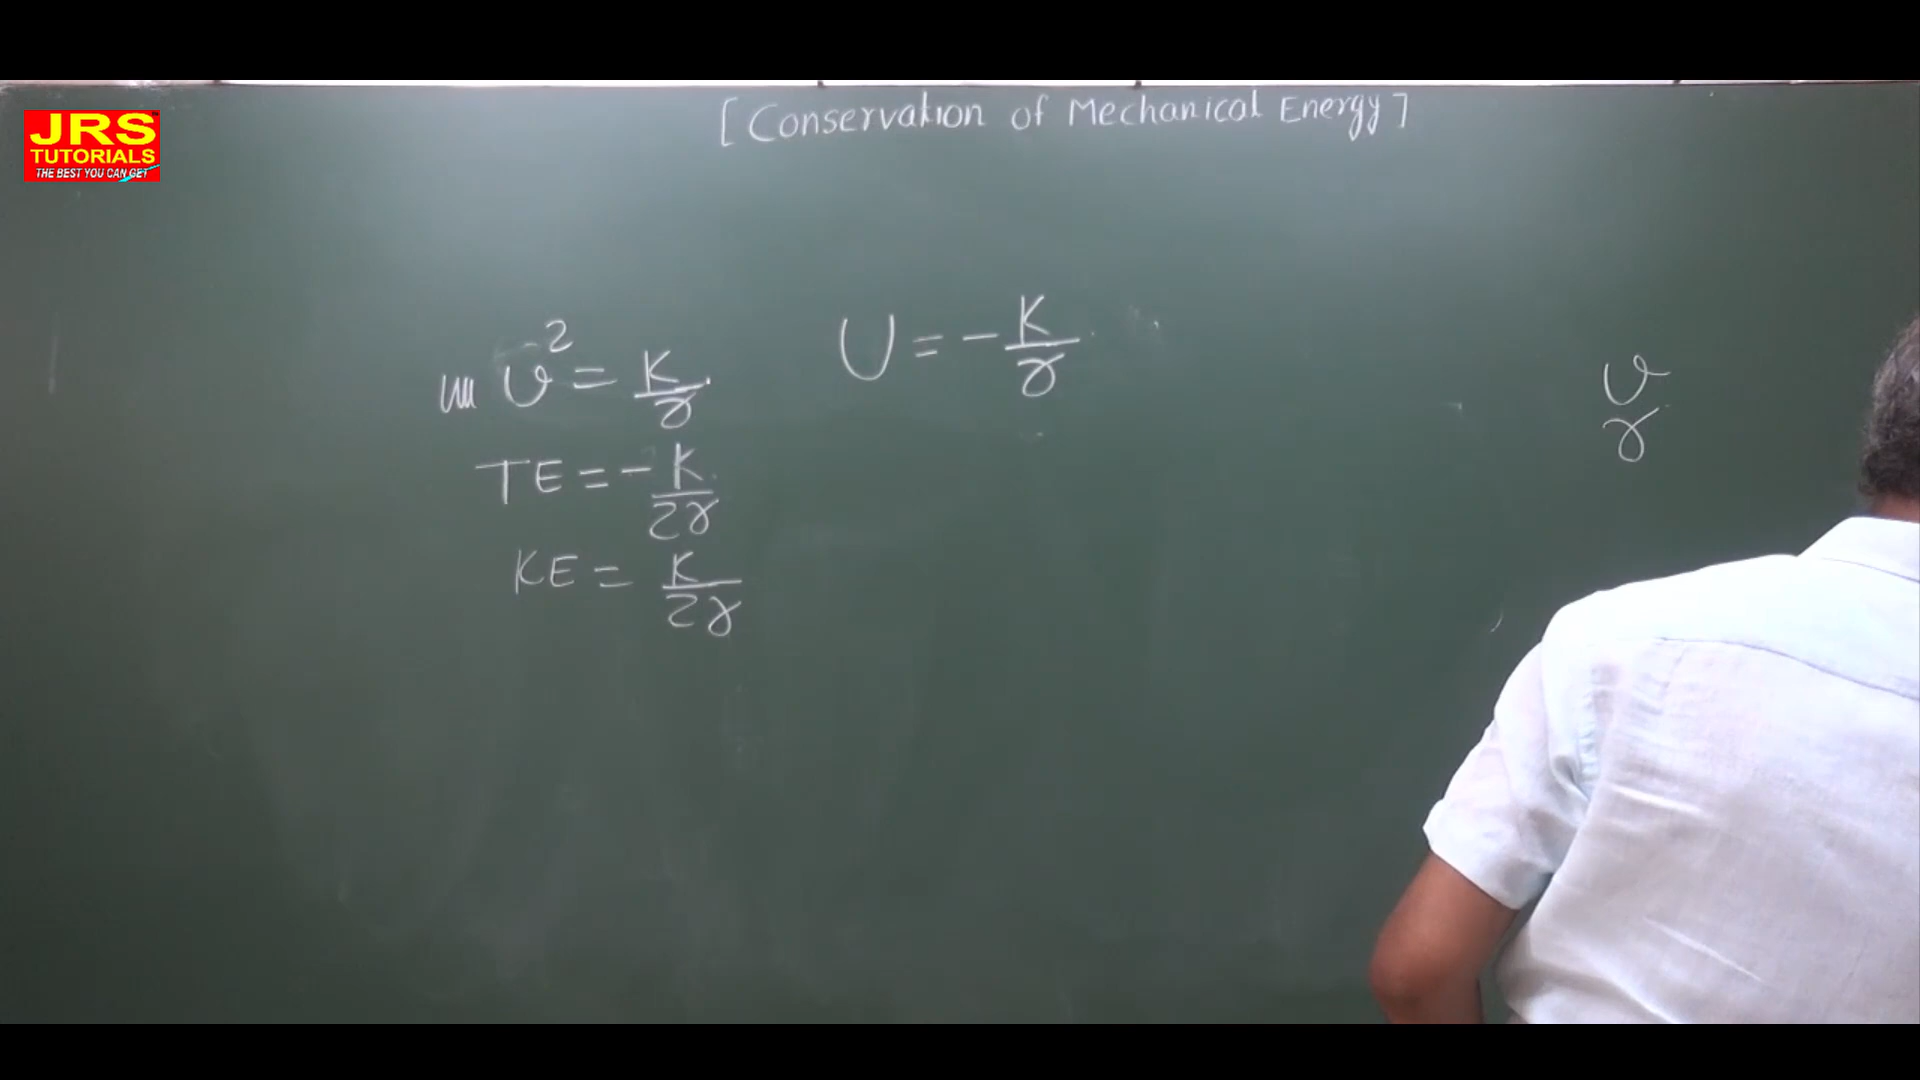 JRS
TUTORIALS
THE BEST YOU CAN GET
[Conservation of Mechanical Energy]
mv² = K/r
U = -K/r
TE = -K/2r
KE = K/2r
v
r